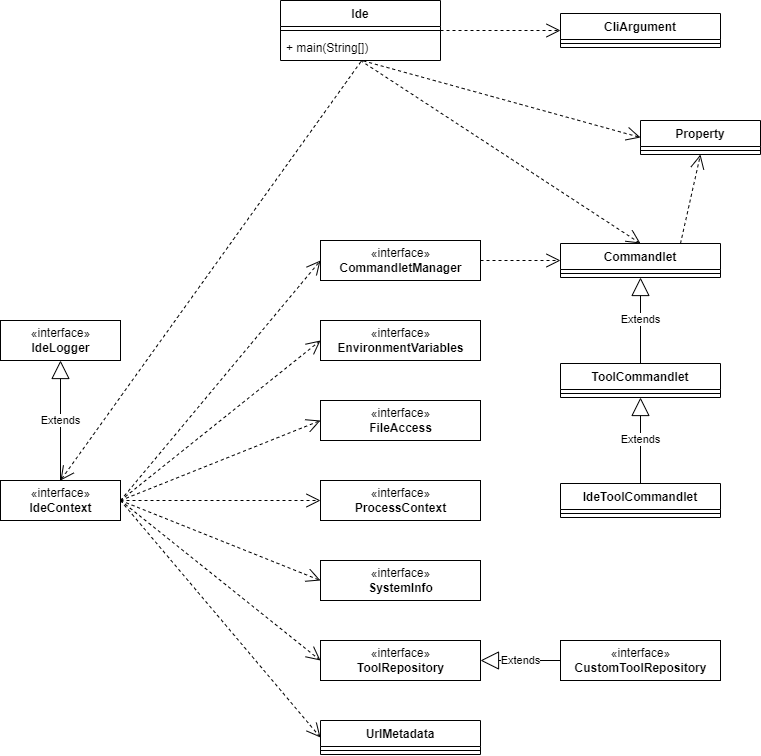 Ide
+ main(String[])
CliArgument
Property
«interface»
CommandletManager
Commandlet
Extends
«interface»
IdeLogger
«interface»
EnvironmentVariables
ToolCommandlet
Extends
«interface»
FileAccess
Extends
«interface»
IdeContext
«interface»
ProcessContext
IdeToolCommandlet
«interface»
SystemInfo
«interface»
ToolRepository
Extends
«interface»
CustomToolRepository
UrlMetadata